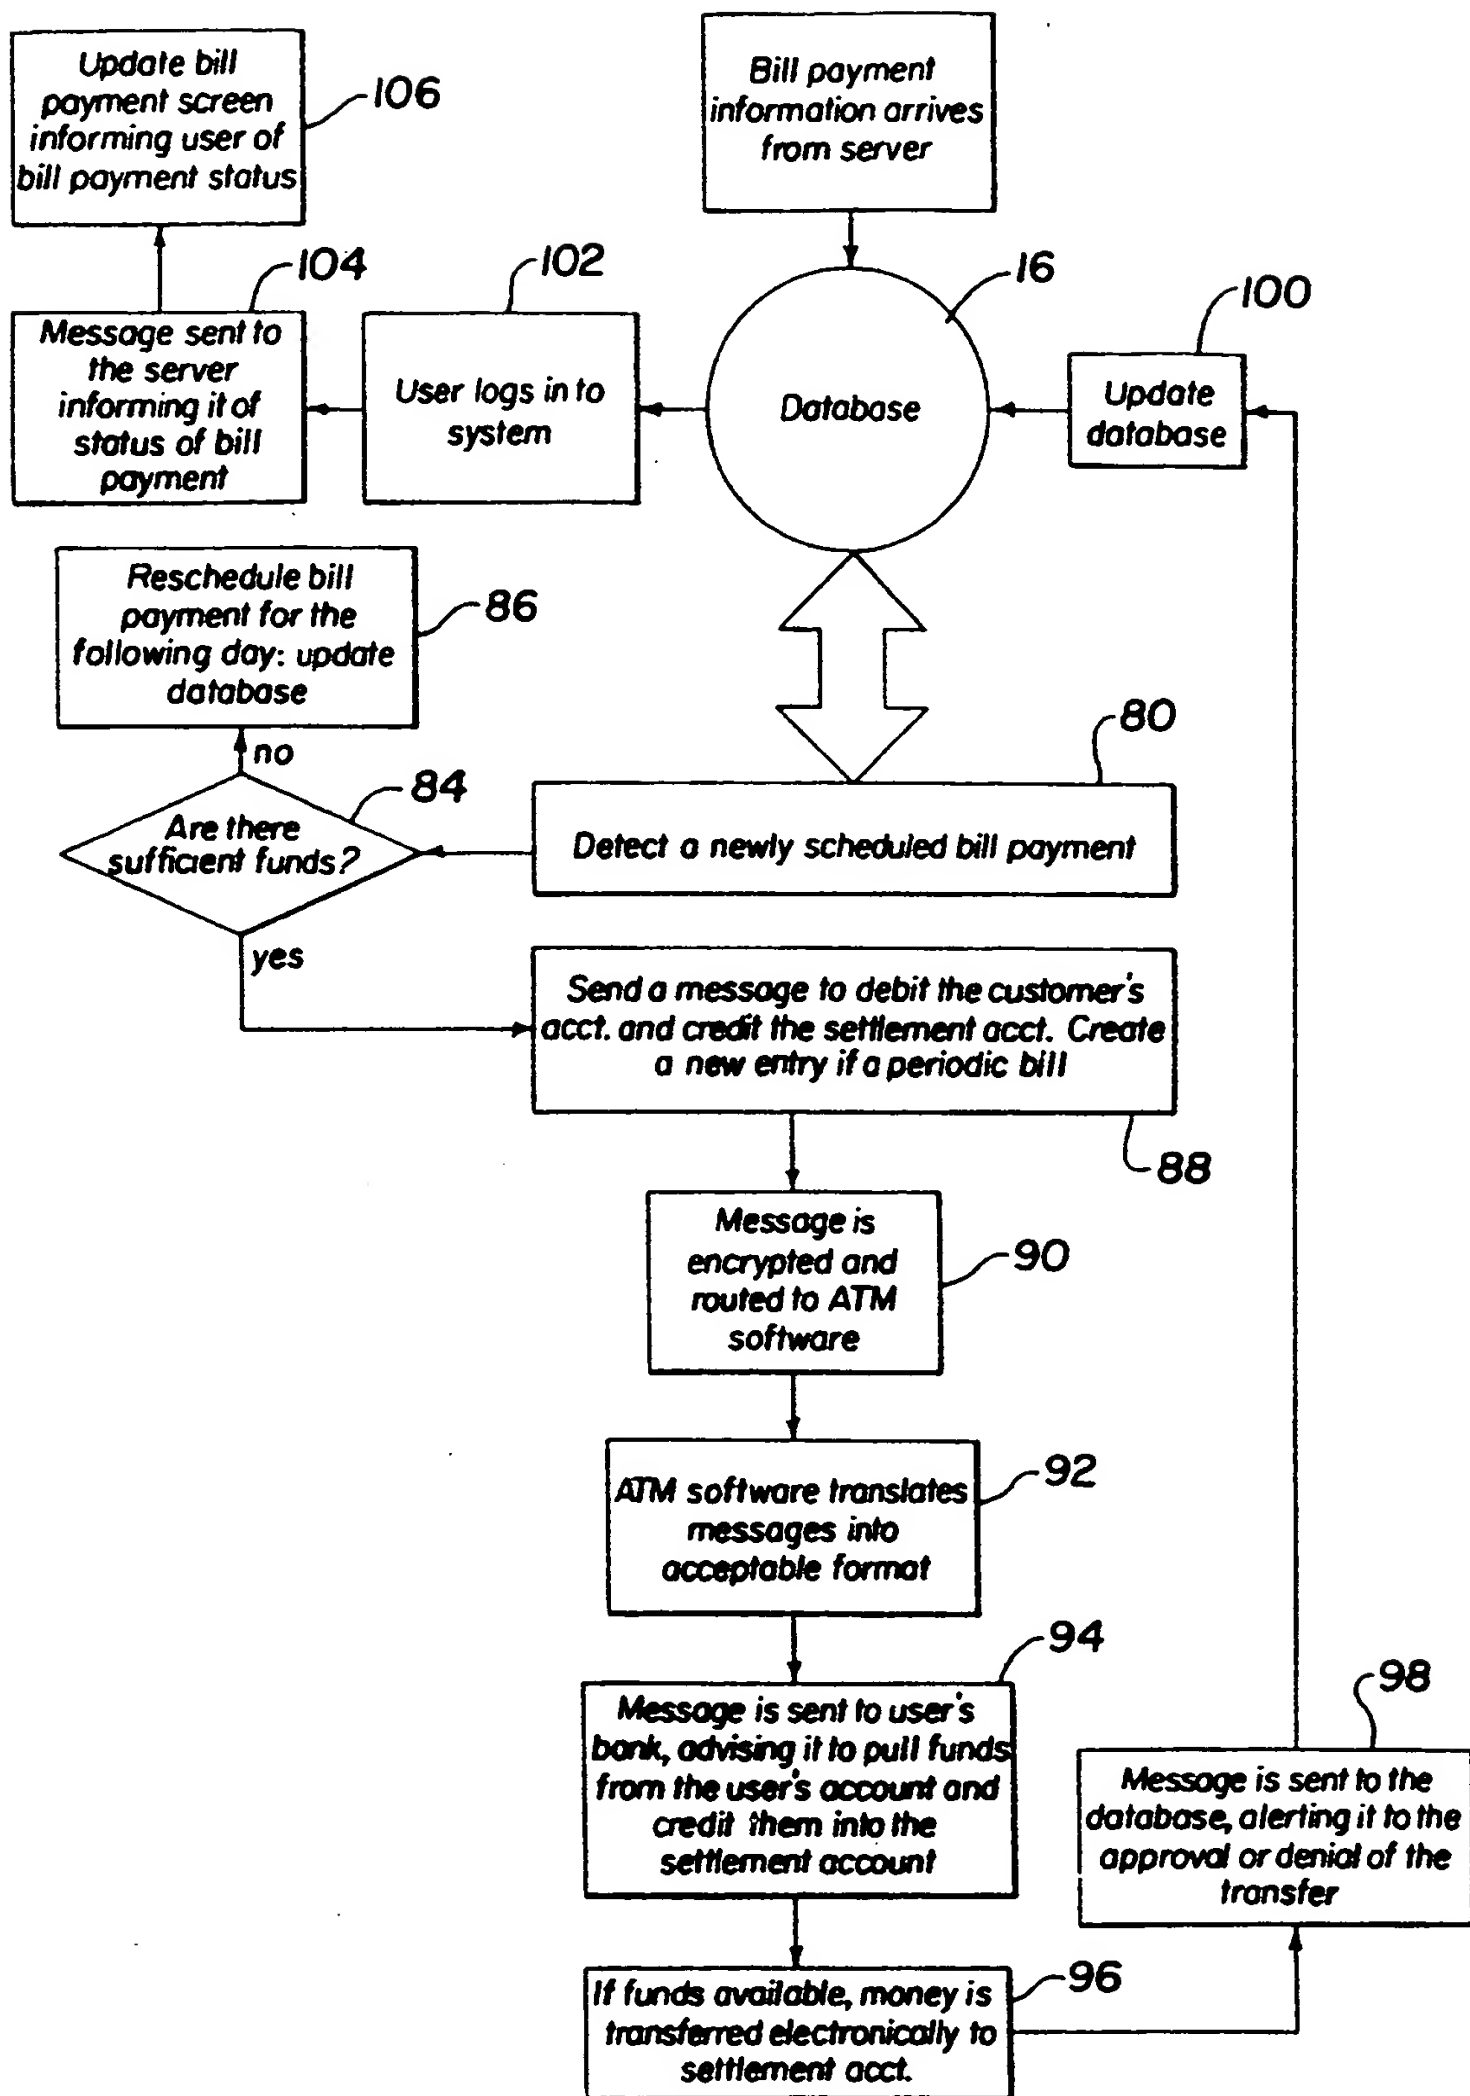 Update bill
payment screen
informing user of
bill payment status
106
Bill payment
information arrives
from server
104
102
16
100
Message sent to
the server
informing it of
status of bill
payment
User logs in to
system
Database
Update
database
Reschedule bill
payment for the
following day: update
database
86
no
80
84
Are there
sufficient funds?
Detect a newly scheduled bill payment
yes
Send a message to debit the customer's
acct. and credit the settlement acct. Create
a new entry if a periodic bill
88
Message is
encrypted and
routed to ATM
software
90
ATM software translates
messages into
acceptable format
92
94
Message is sent to user's
bank, advising it to pull funds
from the user's account and
credit them into the
settlement account
98
Message is sent to the
database, alerting it to the
approval or denial of the
transfer
If funds available, money is
transferred electronically to
settlement acct.
96